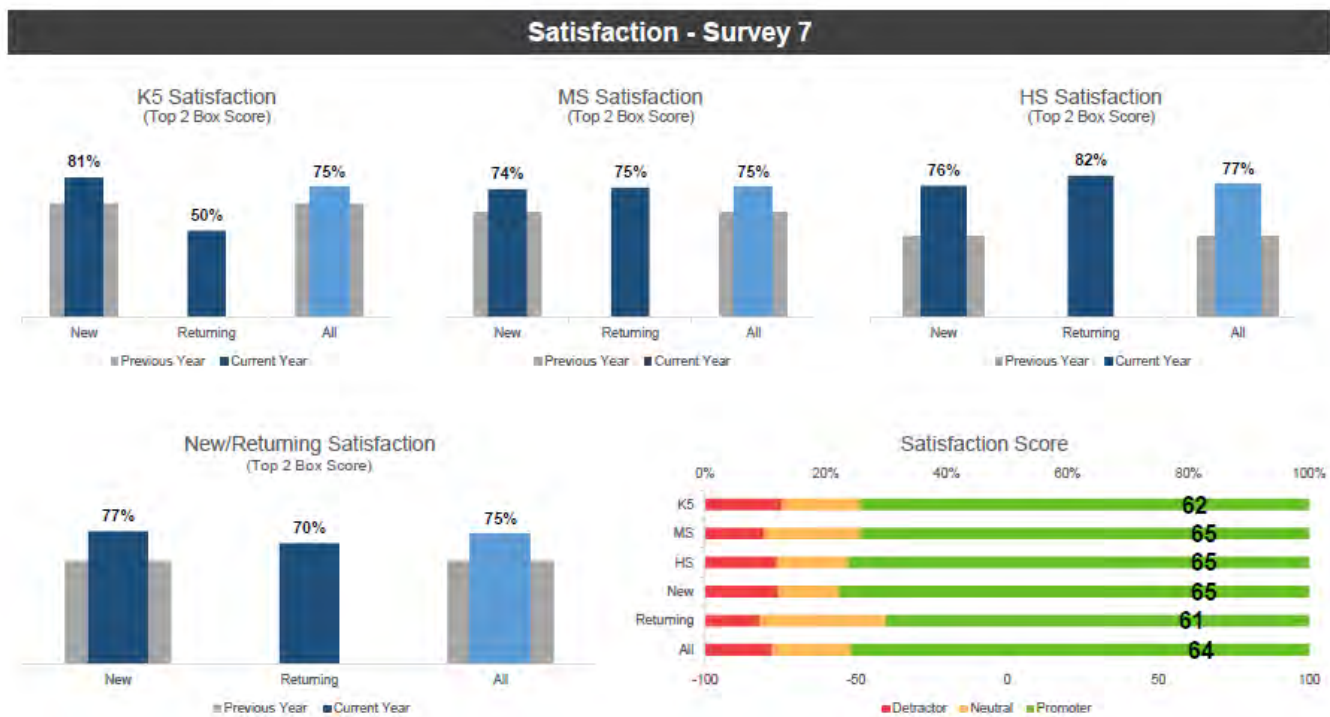 Satisfaction - Survey 7
K5 Satisfaction
(Top 2 Box Score)
81%
50%
75%
New
Returning
All
Previous Year
Current Year
MS Satisfaction
(Top 2 Box Score)
74%
75%
75%
New
Returning
All
Previous Year
Current Year
HS Satisfaction
(Top 2 Box Score)
76%
82%
77%
New
Returning
All
Previous Year
Current Year
New/Returning Satisfaction
(Top 2 Box Score)
77%
70%
75%
New
Returning
All
Previous Year
Current Year
Satisfaction Score
0% 20% 40% 60% 80% 100%
K5 62
MS 65
HS 65
New 65
Returning 61
All 64
-100 -50 0 50 100
Detractor Neutral Promoter